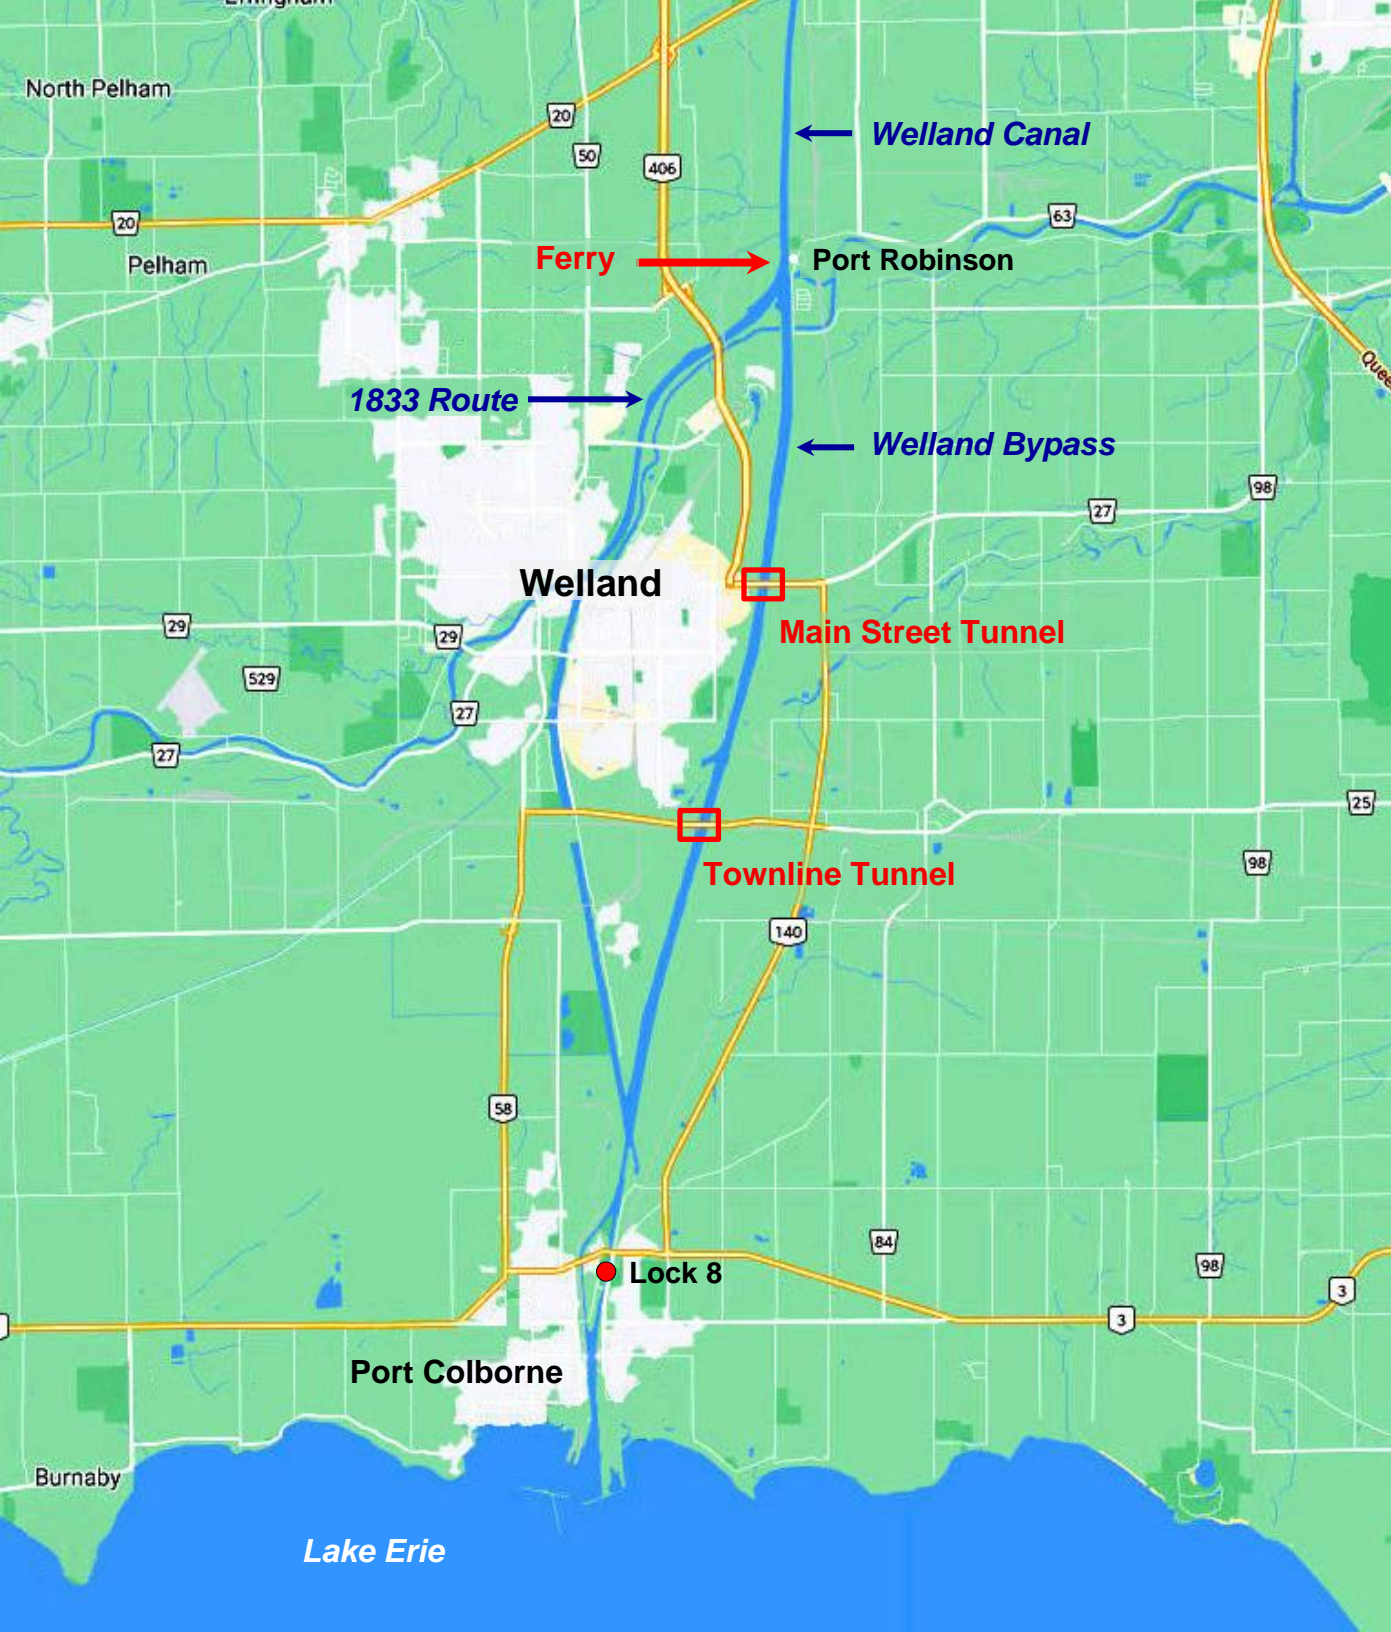 Effingham
North Pelham
20
50
406
Welland Canal
20
63
Pelham
Ferry
Port Robinson
1833 Route
Welland Bypass
98
27
Welland
29
29
Main Street Tunnel
529
27
27
25
Townline Tunnel
98
140
58
84
98
Lock 8
3
3
Port Colborne
Burnaby
Lake Erie